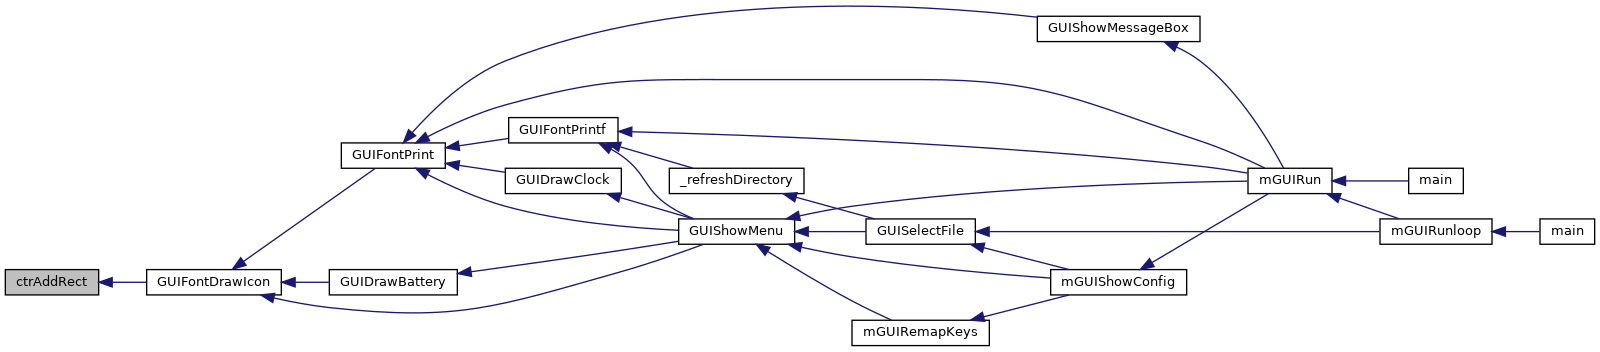 GUIShowMessageBox
GUIFontPrintf
GUIFontPrint
GUIDrawClock
_refreshDirectory
mGUIRun
main
GUIShowMenu
GUISelectFile
mGUIRunloop
main
ctrAddRect
GUIFontDrawIcon
GUIDrawBattery
mGUIShowConfig
mGUIRemapKeys